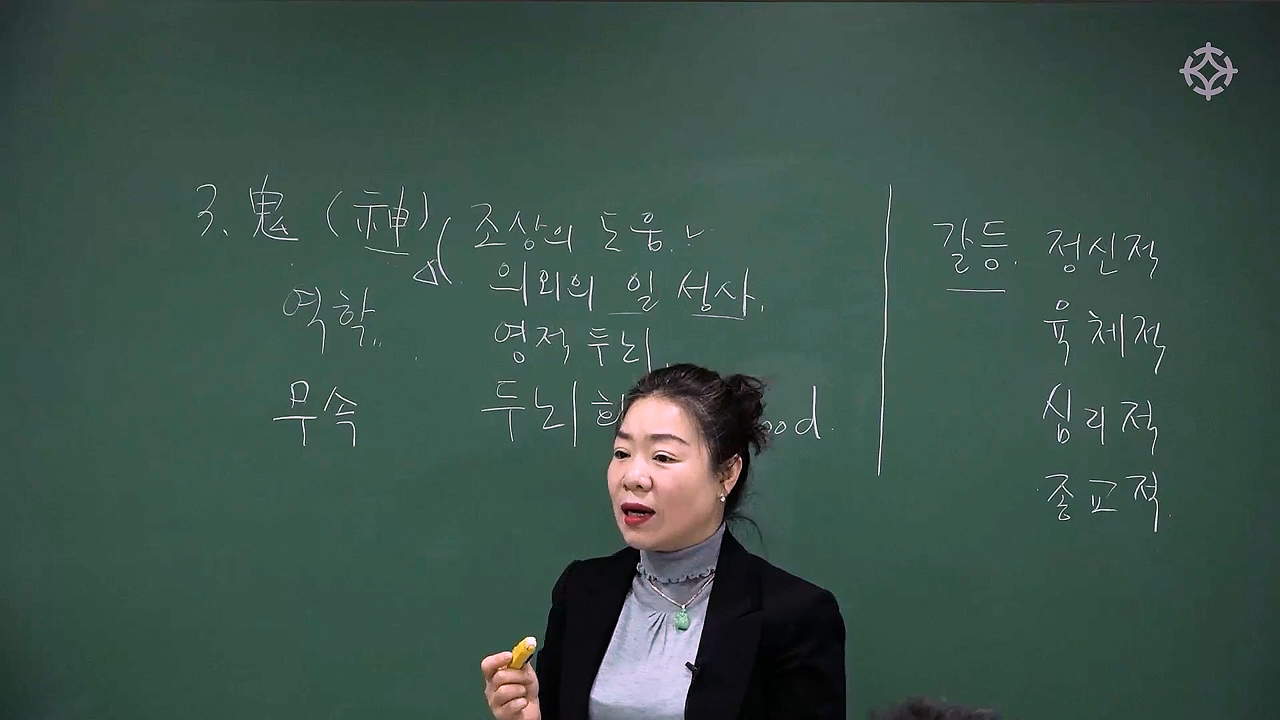 3. 鬼 (神) 조상의 도움.
의외의 일 성사.
역학
영적 두뇌
무속
두뇌 회 ood.
갈등. 정신적
육체적
심리적
종교적.